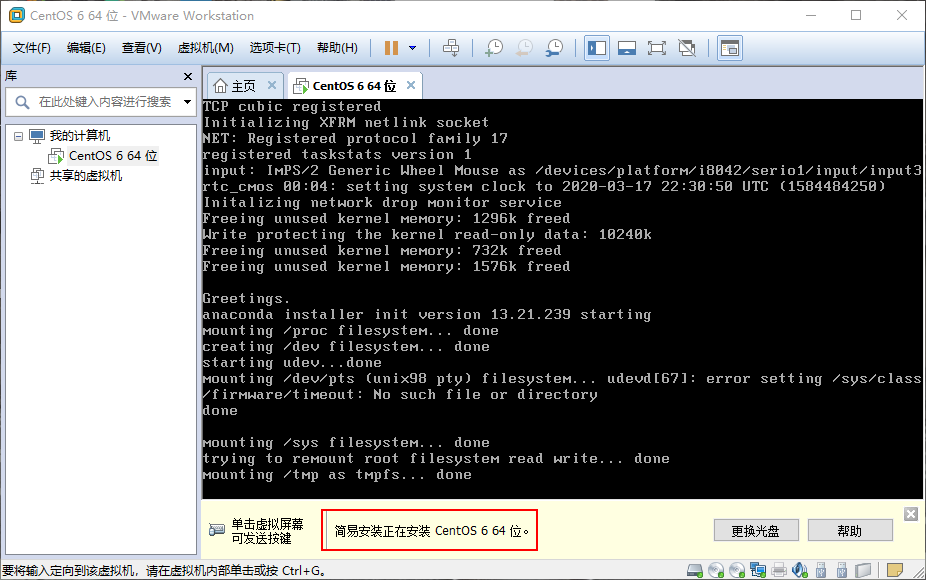 CentOS 6 64 位 - VMware Workstation
文件(F) 编辑(E) 查看(V) 虚拟机(M) 选项卡(T) 帮助(H)
库
在此处键入内容进行搜索
我的计算机
CentOS 6 64 位
共享的虚拟机
主页 CentOS 6 64 位
TCP cubic registered
Initializing XFRM netlink socket
NET: Registered protocol family 17
registered taskstats version 1
input: ImPS/2 Generic Wheel Mouse as /devices/platform/i8042/serio1/input/input3
rtc_cmos 00:04: setting system clock to 2020-03-17 22:30:50 UTC (1584484250)
Initalizing network drop monitor service
Freeing unused kernel memory: 1296k freed
Write protecting the kernel read-only data: 10240k
Freeing unused kernel memory: 732k freed
Freeing unused kernel memory: 1576k freed
Greetings.
anaconda installer init version 13.21.239 starting
mounting /proc filesystem... done
creating /dev filesystem... done
starting udev...done
mounting /dev/pts (unix98 pty) filesystem... udevd[67]: error setting /sys/class
/firmware/timeout: No such file or directory
done
mounting /sys filesystem... done
trying to remount root filesystem read write... done
mounting /tmp as tmpfs... done
单击虚拟屏幕
可发送按键
简易安装正在安装 CentOS 6 64 位。
更换光盘 帮助
要将输入定向到该虚拟机，请在虚拟机内部单击或按 Ctrl+G。